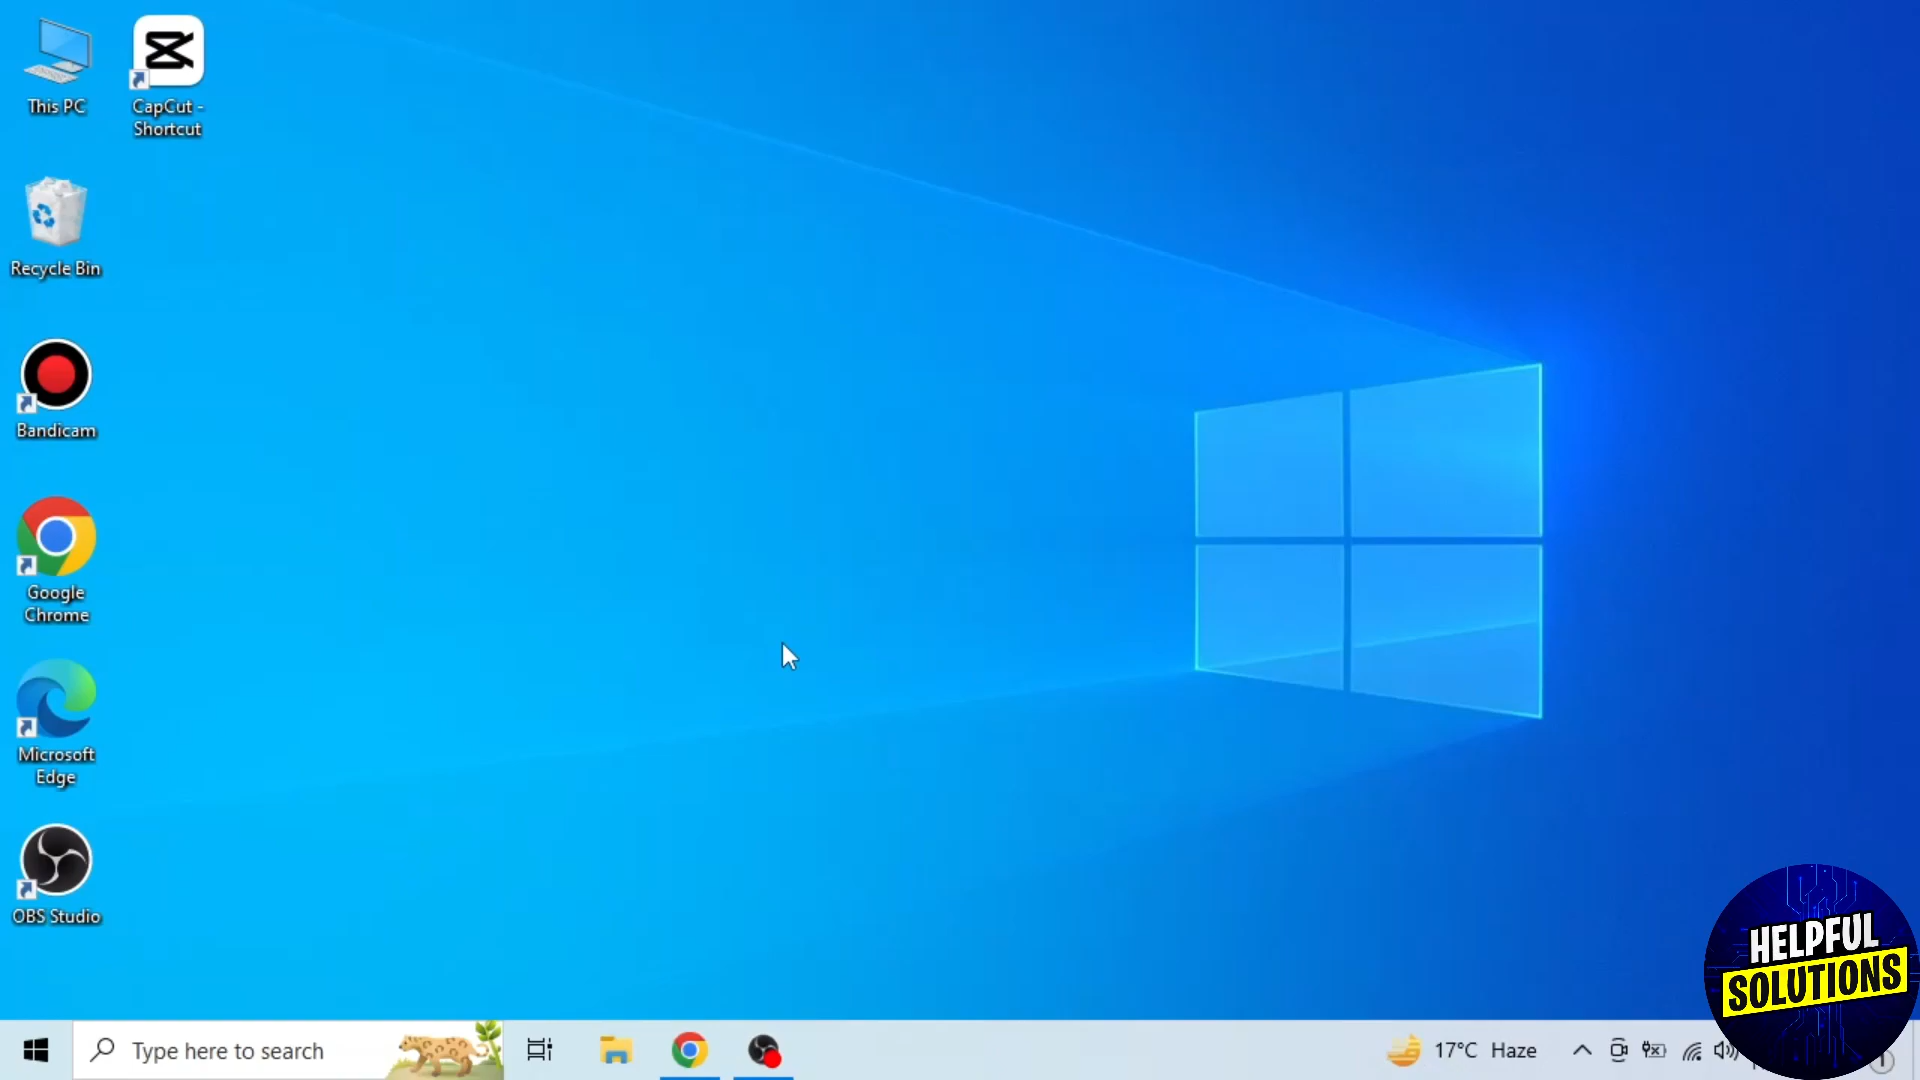 This PC
CapCut -
Shortcut
Recycle Bin
Bandicam
Google
Chrome
Microsoft
Edge
OBS Studio
HELPFUL
SOLUTIONS
Type here to search
17°C Haze
1